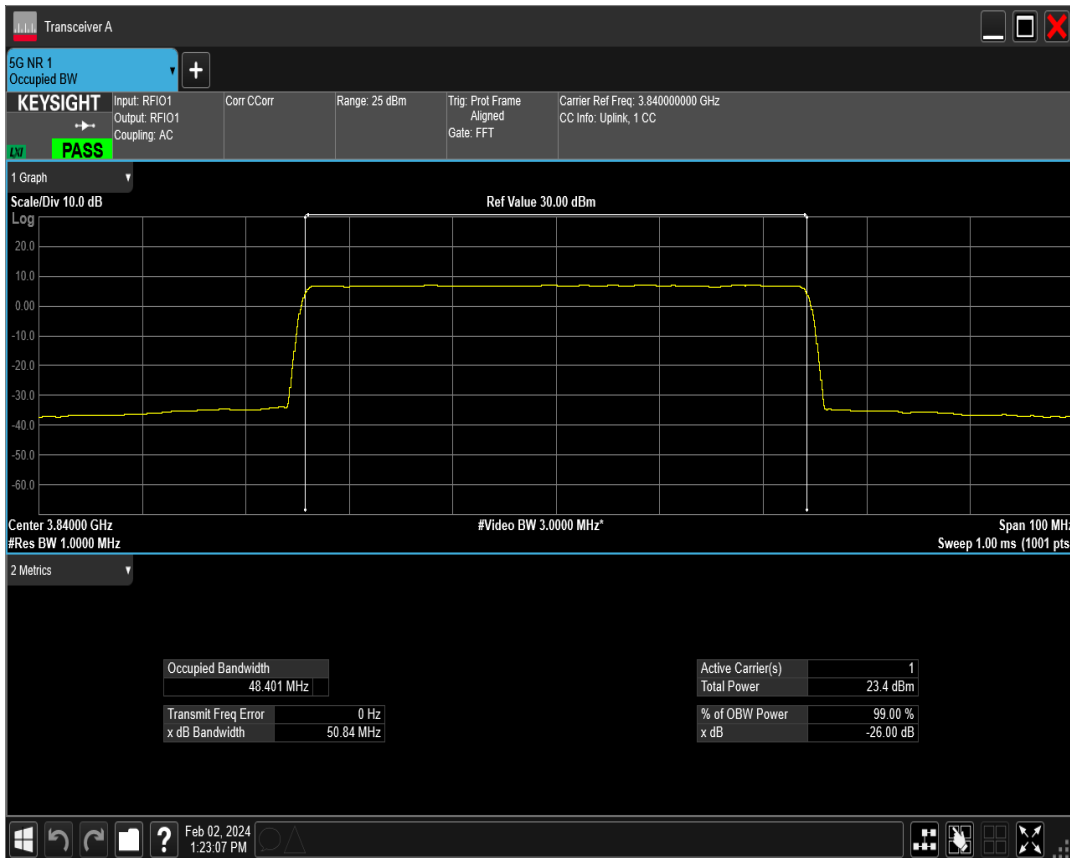 Transceiver A
5G NR 1
Occupied BW
KEYSIGHT
LXI
PASS
Input: RFIO1
Output: RFIO1
Coupling: AC
Corr CCorr
Range: 25 dBm
Trig: Prot Frame
Aligned
Gate: FFT
Carrier Ref Freq: 3.840000000 GHz
CC Info: Uplink, 1 CC
1 Graph
Scale/Div 10.0 dB
Ref Value 30.00 dBm
Log
20.0
10.0
0.00
-10.0
-20.0
-30.0
-40.0
-50.0
-60.0
Center 3.84000 GHz
#Video BW 3.0000 MHz*
Span 100 MHz
#Res BW 1.0000 MHz
Sweep 1.00 ms (1001 pts
2 Metrics
Occupied Bandwidth
48.401 MHz
Transmit Freq Error 0 Hz
x dB Bandwidth 50.84 MHz
Active Carrier(s) 1
Total Power 23.4 dBm
% of OBW Power 99.00 %
x dB -26.00 dB
Feb 02, 2024
1:23:07 PM